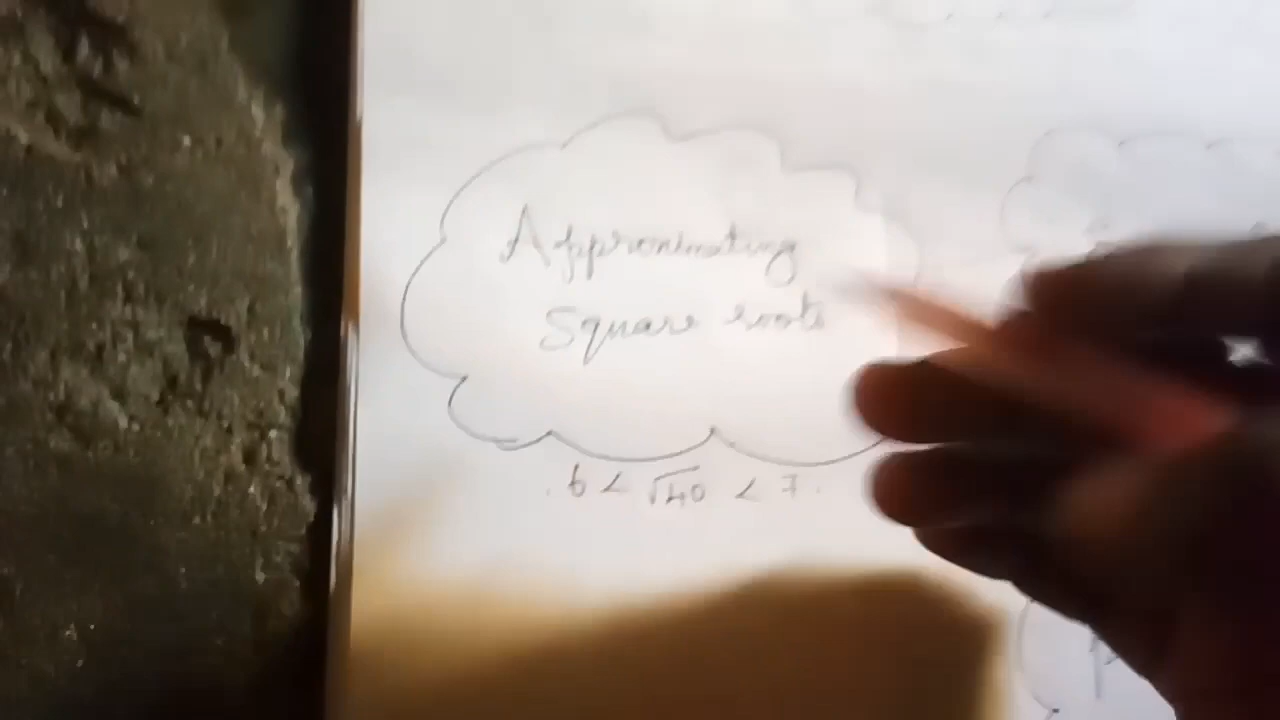 Approximating
Square roots
6 < √40 < 7